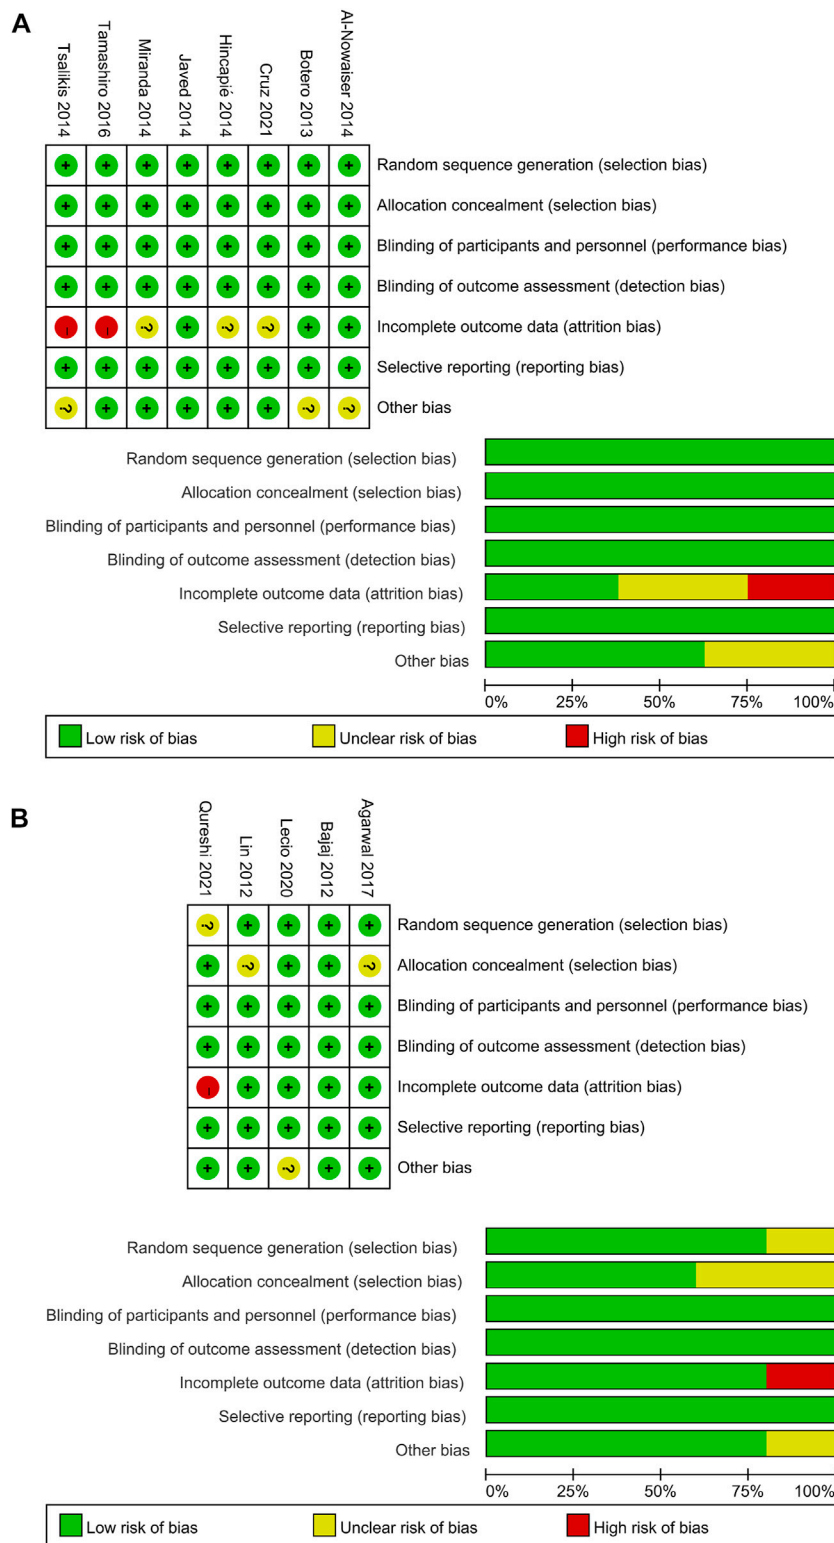 A
Tsalikis 2014
Tamashiro 2016
Miranda 2014
Javed 2014
Hincapié 2014
Cruz 2021
Botero 2013
Al-Nowaiser 2014
+ + + + + + + + Random sequence generation (selection bias)
+ + + + + + + + Allocation concealment (selection bias)
+ + + + + + + + Blinding of participants and personnel (performance bias)
+ + + + + + + + Blinding of outcome assessment (detection bias)
– – ? + ? ? + + Incomplete outcome data (attrition bias)
+ + + + + + + + Selective reporting (reporting bias)
? + + + + + ? ? Other bias
Random sequence generation (selection bias)
Allocation concealment (selection bias)
Blinding of participants and personnel (performance bias)
Blinding of outcome assessment (detection bias)
Incomplete outcome data (attrition bias)
Selective reporting (reporting bias)
Other bias
0% 25% 50% 75% 100%
Low risk of bias Unclear risk of bias High risk of bias
B
Qureshi 2021
Lin 2012
Lecio 2020
Bajaj 2012
Agarwal 2017
? + + + + Random sequence generation (selection bias)
+ ? + + ? Allocation concealment (selection bias)
+ + + + + Blinding of participants and personnel (performance bias)
+ + + + + Blinding of outcome assessment (detection bias)
– + + + + Incomplete outcome data (attrition bias)
+ + + + + Selective reporting (reporting bias)
+ + ? + + Other bias
Random sequence generation (selection bias)
Allocation concealment (selection bias)
Blinding of participants and personnel (performance bias)
Blinding of outcome assessment (detection bias)
Incomplete outcome data (attrition bias)
Selective reporting (reporting bias)
Other bias
0% 25% 50% 75% 100%
Low risk of bias Unclear risk of bias High risk of bias